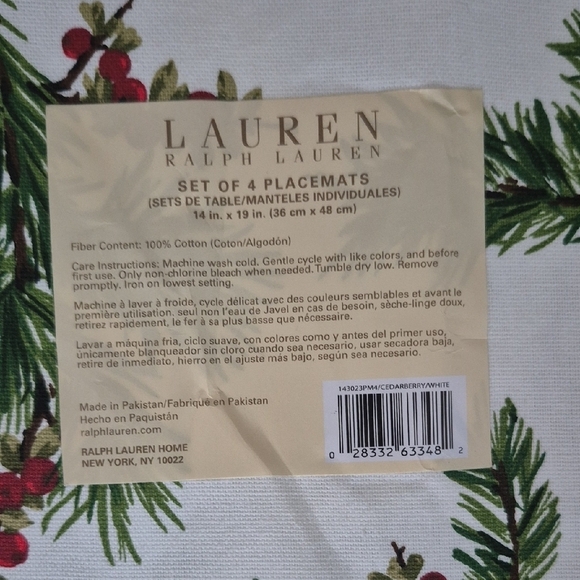 LAUREN
RALPH LAUREN
SET OF 4 PLACEMATS
(SETS DE TABLE/MANTELES INDIVIDUALES)
14 in. x 19 in. (36 cm x 48 cm)
Fiber Content: 100% Cotton (Coton/Algodón)
Care Instructions: Machine wash cold. Gentle cycle with like colors, and before
first use. Only non-chlorine bleach when needed. Tumble dry low. Remove
promptly. Iron on lowest setting.
Machine à laver à froide, cycle délicat avec des couleurs semblables et avant le
première utilisation. seul non l'eau de Javel en cas de besoin, sèche-linge doux,
retirez rapidement, le fer à sa plus basse que nécessaire.
Lavar a máquina fria, ciclo suave, con colores como y antes del primer uso,
únicamente blanqueador sin cloro cuando sea necesario, usar secadora baja,
retire de inmediato, hierro en el ajuste más bajo, según sea necesario.
143023PM4/CEDARBERRY/WHITE
Made in Pakistan/Fabriqué en Pakistan
Hecho en Paquistán
ralphlauren.com
RALPH LAUREN HOME
NEW YORK, NY 10022
0 28332 63348 2